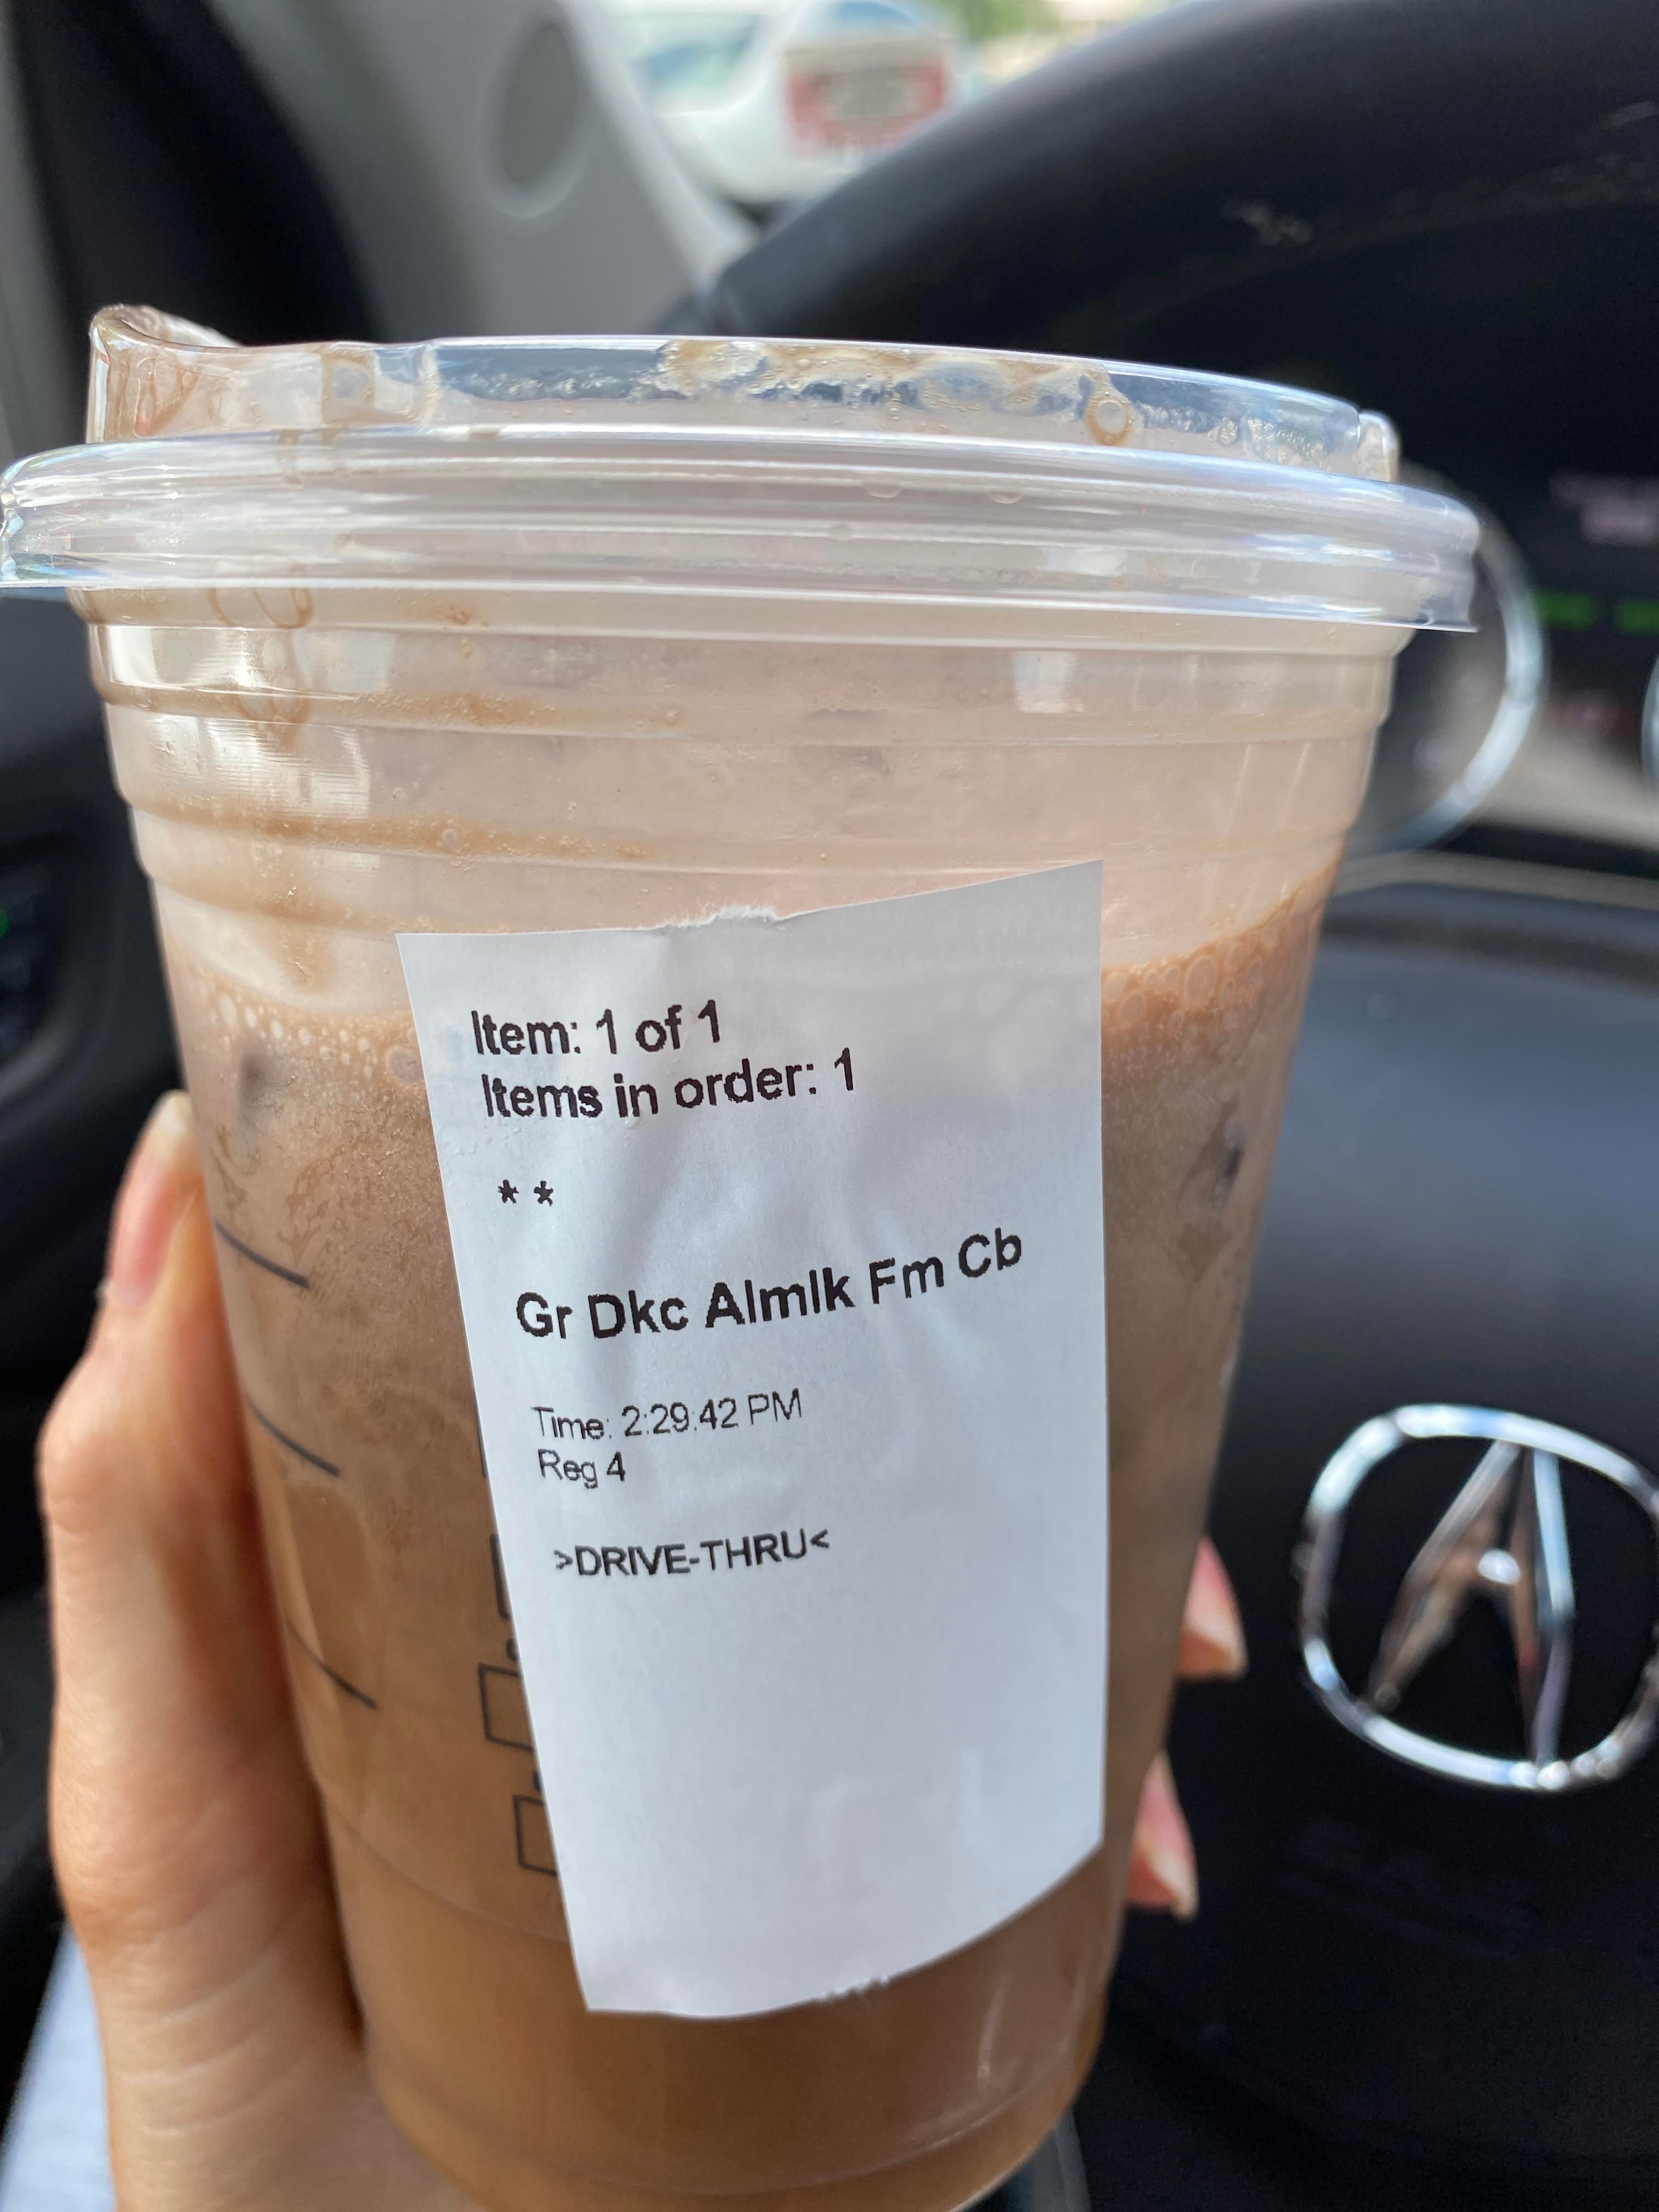 Item: 1 of 1
Items in order: 1
* *
Gr Dkc Almlk Fm Cb
Time: 2:29:42 PM
Reg 4
>DRIVE-THRU<